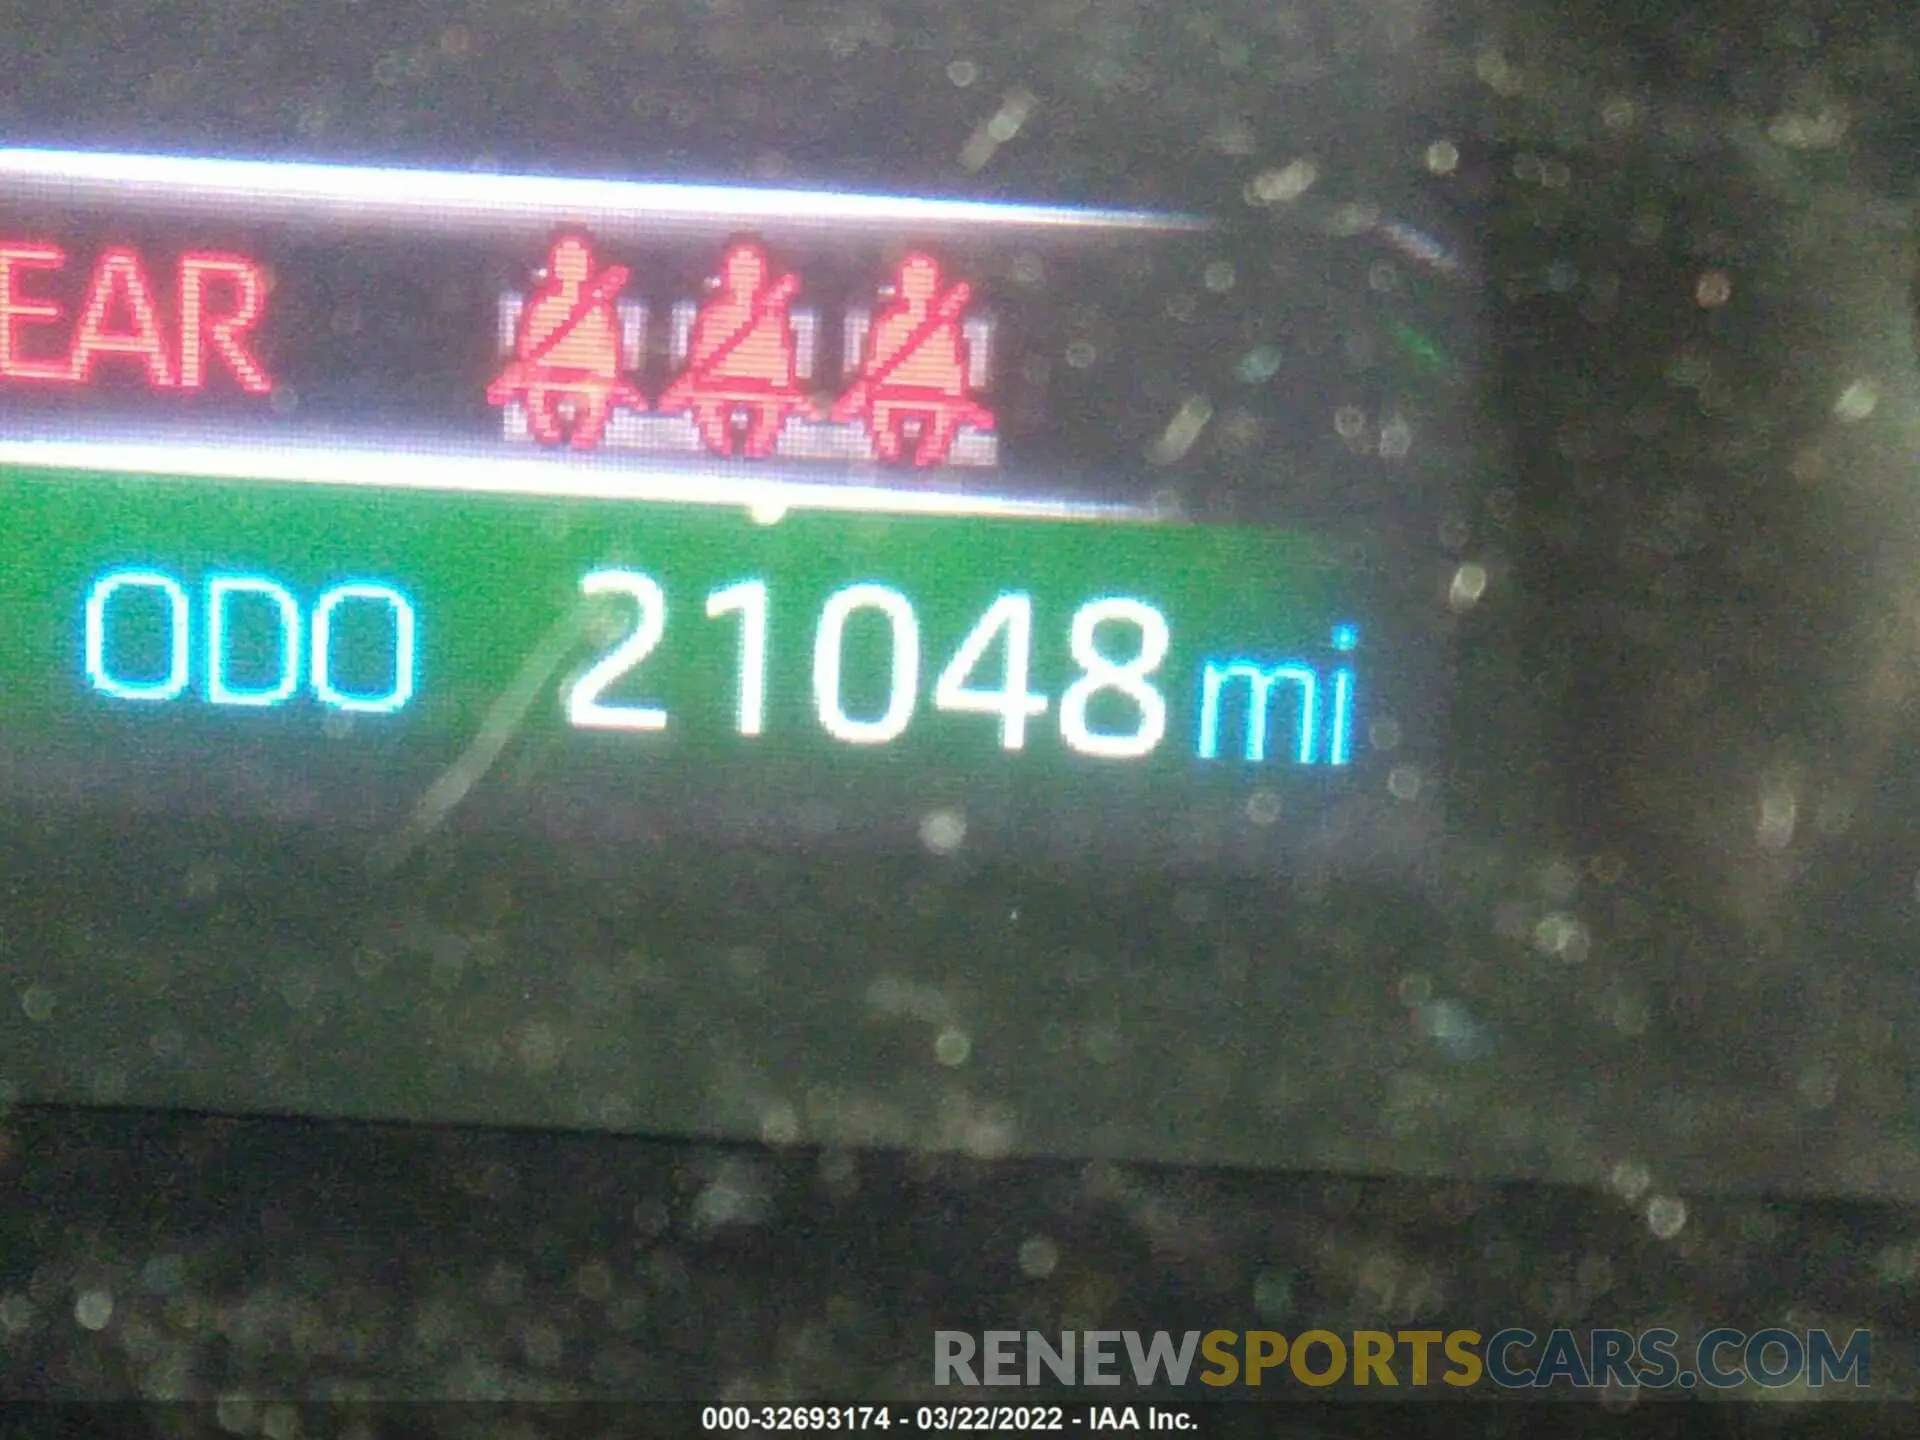 EAR
ODO 21048 mi
RENEWSPORTSCARS.COM
000-32693174 - 03/22/2022 - IAA Inc.